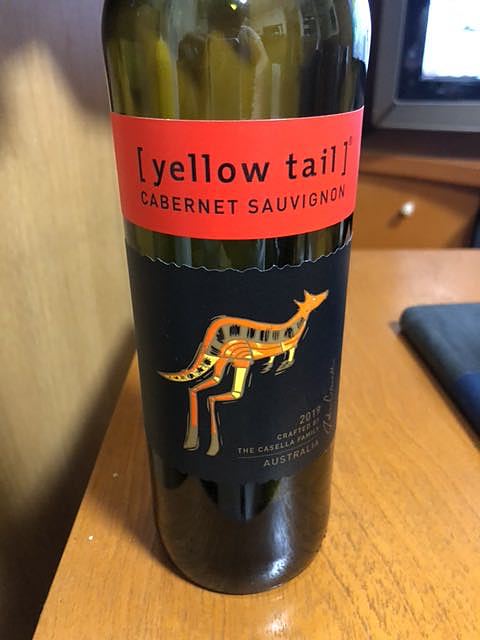 [yellow tail]®
CABERNET SAUVIGNON
2019
CRAFTED BY
THE CASELLA FAMILY
AUSTRALIA